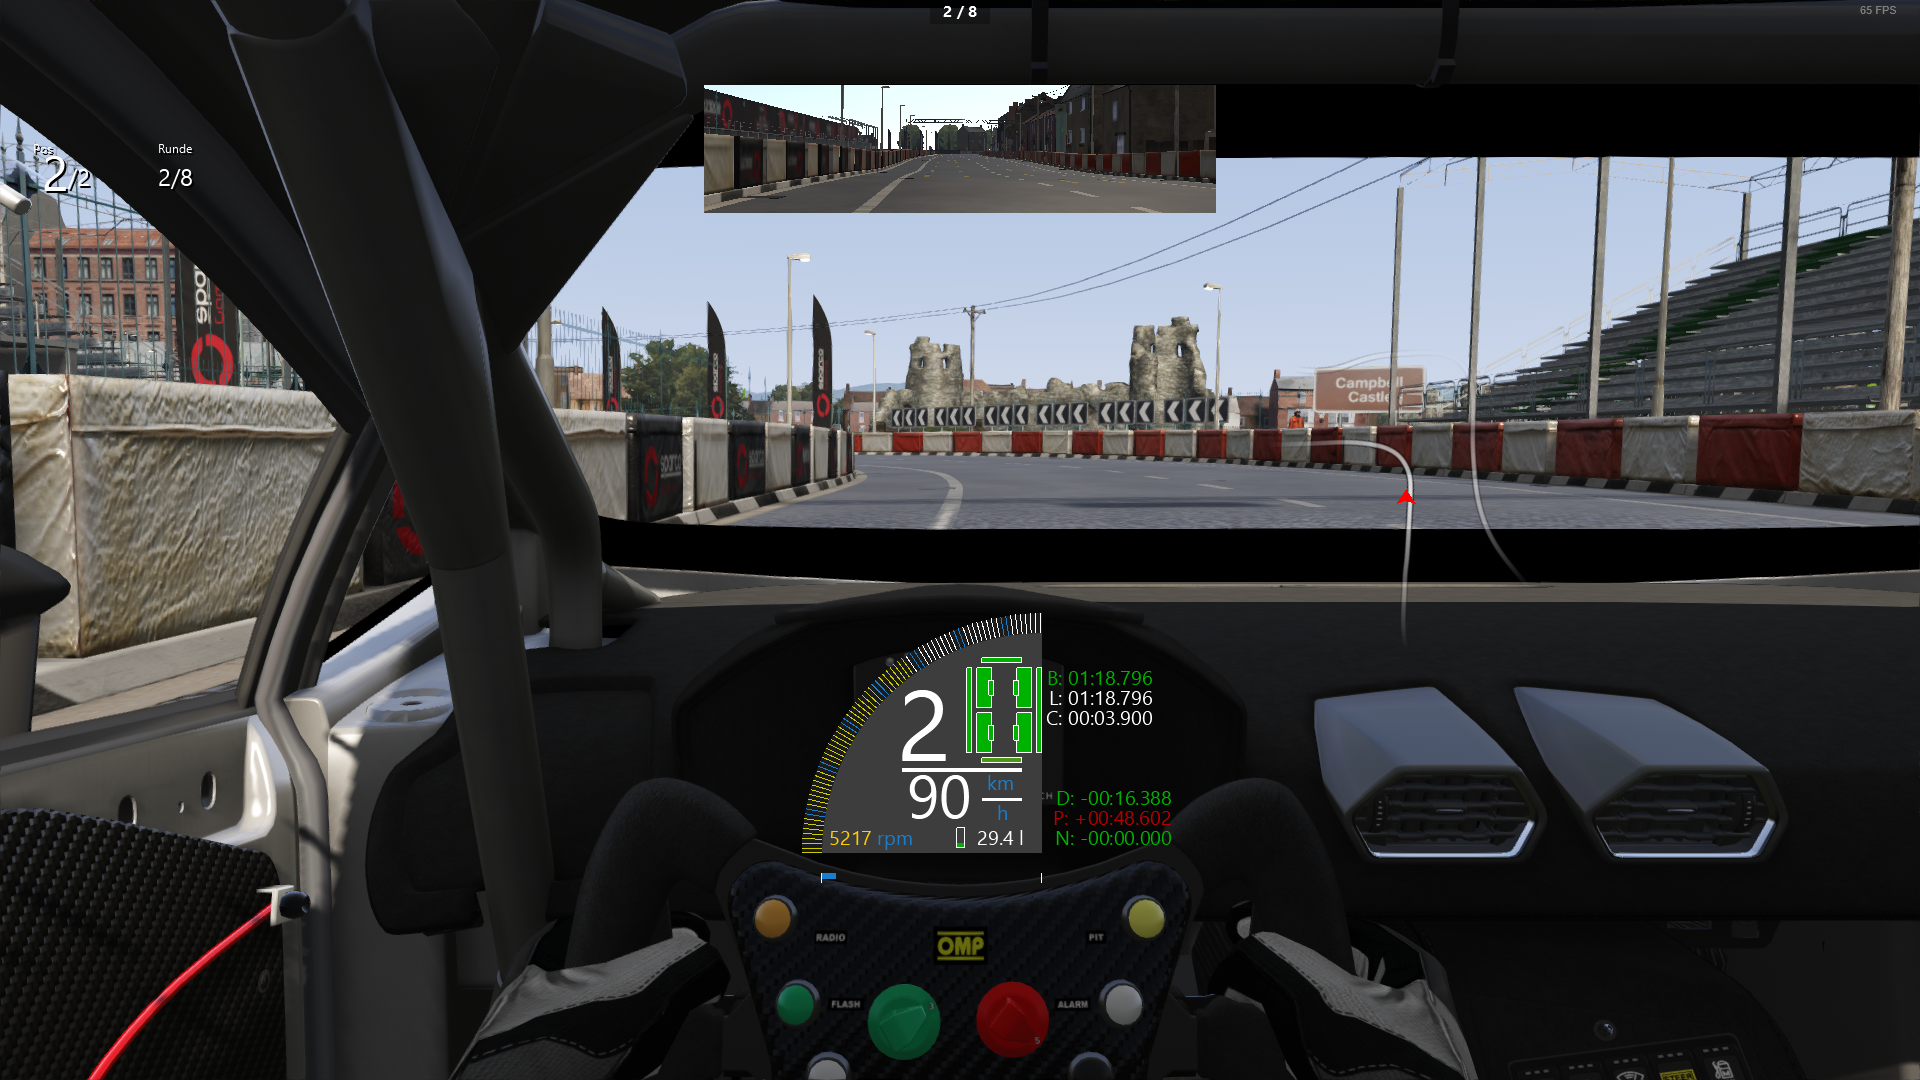 2 / 8
65 FPS
Pos
2/2
Runde
2/8
sparco
Campbell
Castle
sparco
2
B: 01:18.796
L: 01:18.796
C: 00:03.900
90 km
h
5217 rpm
29.4 l
D: -00:16.388
P: +00:48.602
N: -00:00.000
RADIO
OMP
PIT
FLASH
ALARM